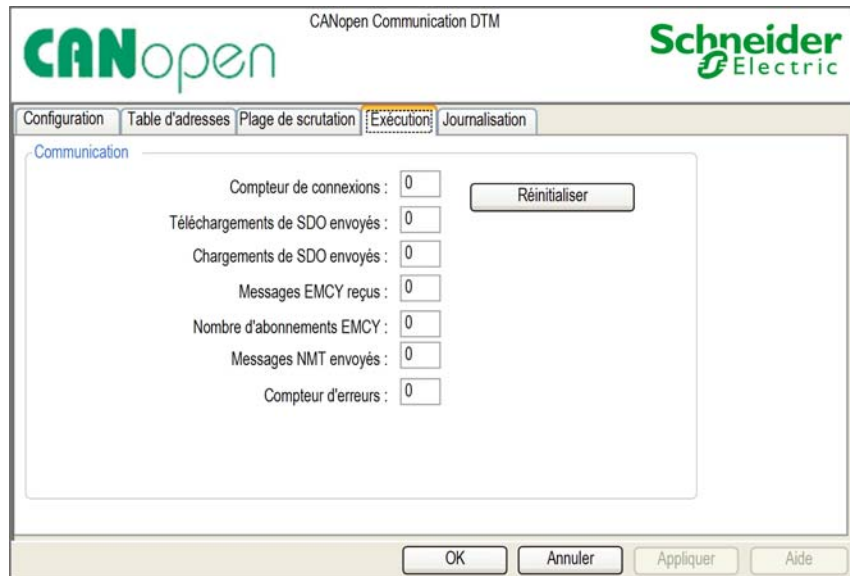 CANopen Communication DTM
CANopen
Schneider
Electric
Configuration Table d'adresses Plage de scrutation Exécution Journalisation
Communication
Compteur de connexions : 0 Réinitialiser
Téléchargements de SDO envoyés : 0
Chargements de SDO envoyés : 0
Messages EMCY reçus : 0
Nombre d'abonnements EMCY : 0
Messages NMT envoyés : 0
Compteur d'erreurs : 0
OK Annuler Appliquer Aide